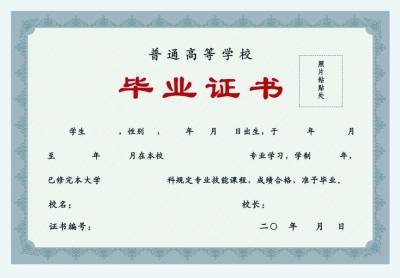 普通高等学校
毕业证书
照片粘贴处
学生 ，性别 ， 年 月 日出生，于 年 月
至 年 月在本校 专业学习，学制 年，
已修完本大学 科规定专业技能课程，成绩合格，准予毕业。
校名： 校长：
证书编号： 二〇 年 月 日